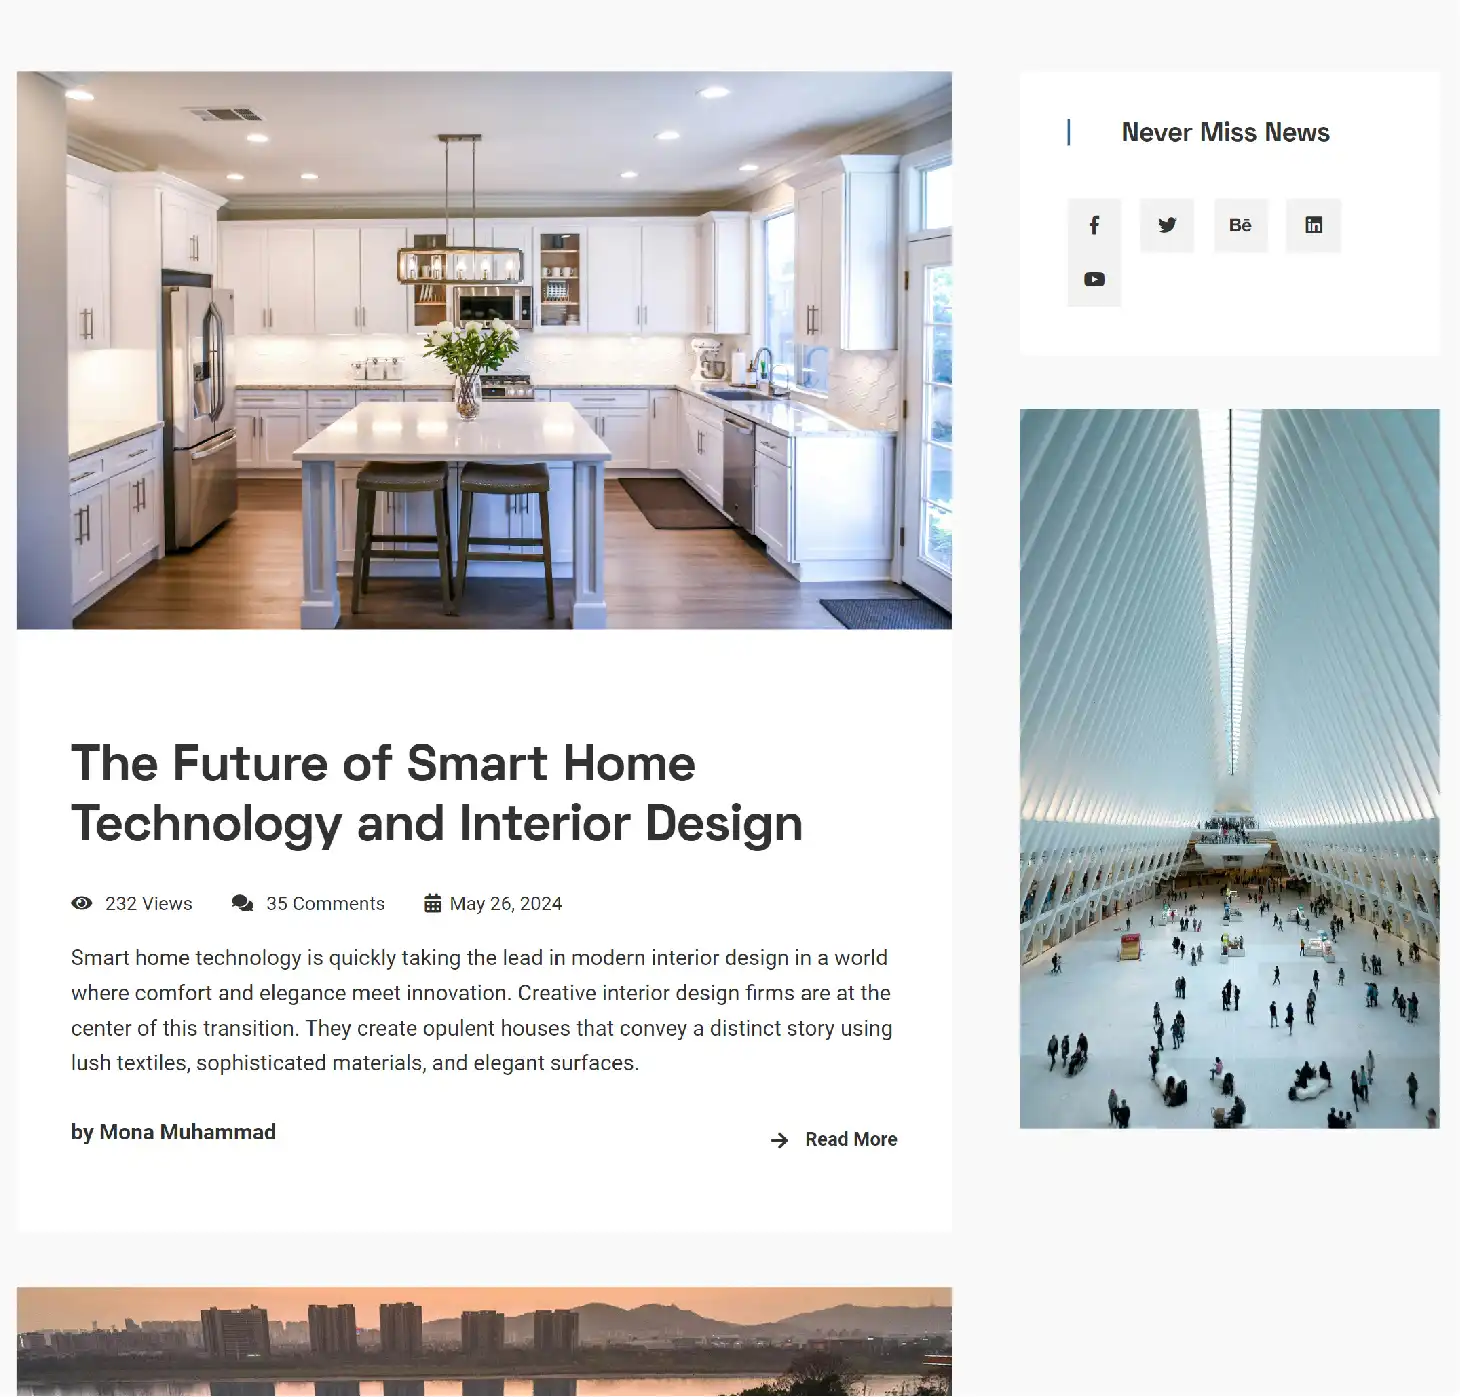 Never Miss News
Bē
The Future of Smart Home
Technology and Interior Design
232 Views
35 Comments
May 26, 2024
Smart home technology is quickly taking the lead in modern interior design in a world
where comfort and elegance meet innovation. Creative interior design firms are at the
center of this transition. They create opulent houses that convey a distinct story using
lush textiles, sophisticated materials, and elegant surfaces.
by Mona Muhammad
Read More